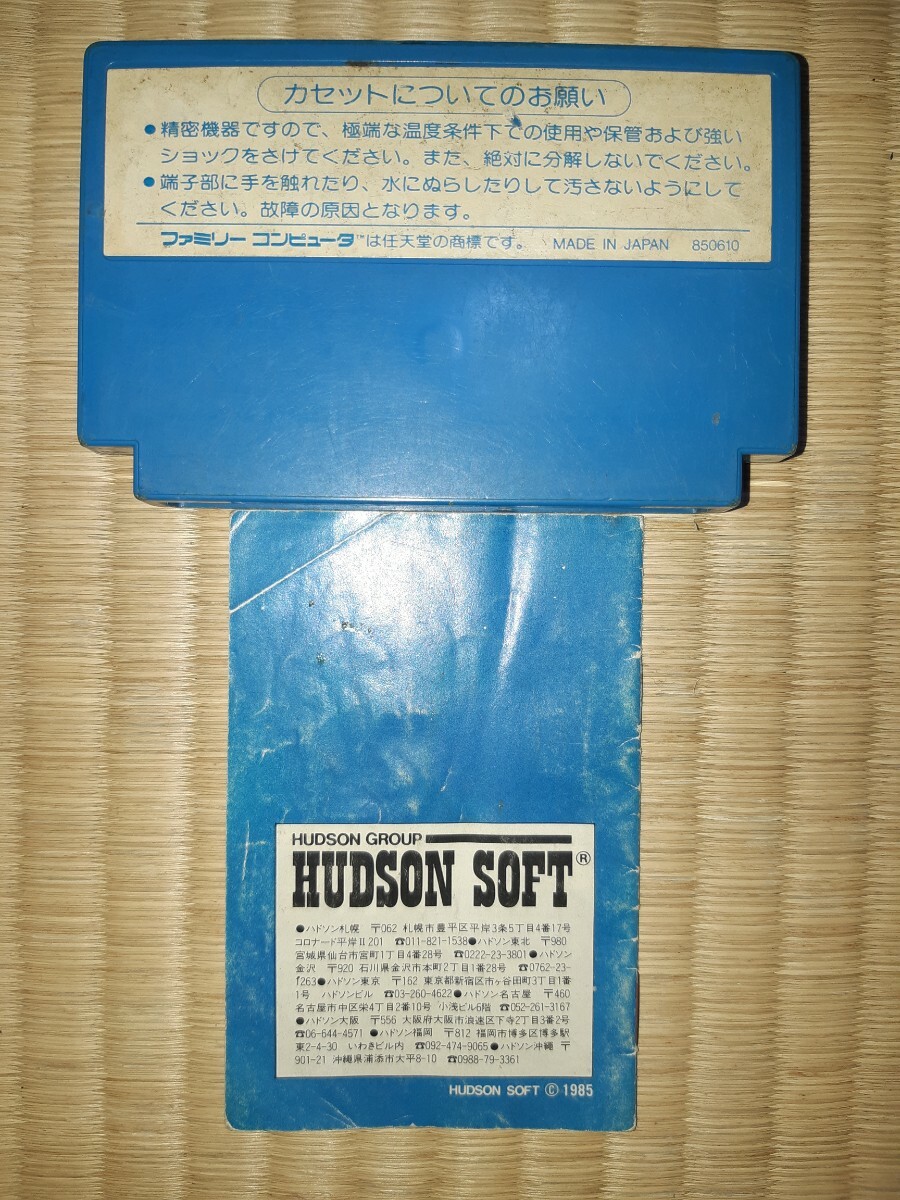 カセットについてのお願い
●精密機器ですので、極端な温度条件下での使用や保管および強い
ショックをさけてください。また、絶対に分解しないでください。
●端子部に手を触れたり、水にぬらしたりして汚さないようにして
ください。故障の原因となります。
ファミリー コンピュータ™は任天堂の商標です。 MADE IN JAPAN 850610
HUDSON GROUP
HUDSON SOFT®
●ハドソン札幌 〒062 札幌市豊平区平岸3条5丁目4番17号
コロナード平岸II201 ☎011-821-1538●ハドソン東北 〒980
宮城県仙台市宮町1丁目4番28号 ☎0222-23-3801●ハドソン
金沢 〒920 石川県金沢市本町2丁目1番28号 ☎0762-23-
f263●ハドソン東京 〒162 東京都新宿区市ヶ谷田町3丁目1番
1号 ハドソンビル ☎03-260-4622●ハドソン名古屋 〒460
名古屋市中区栄4丁目2番10号 小浅ビル6階 ☎052-261-3167
●ハドソン大阪 〒556 大阪府大阪市浪速区下寺2丁目3番2号
☎06-644-4571 ●ハドソン福岡 〒812 福岡市博多区博多駅
東2-4-30 いわきビル内 ☎092-474-9065●ハドソン沖縄 〒
901-21 沖縄県浦添市大平8-10 ☎0988-79-3361
HUDSON SOFT © 1985